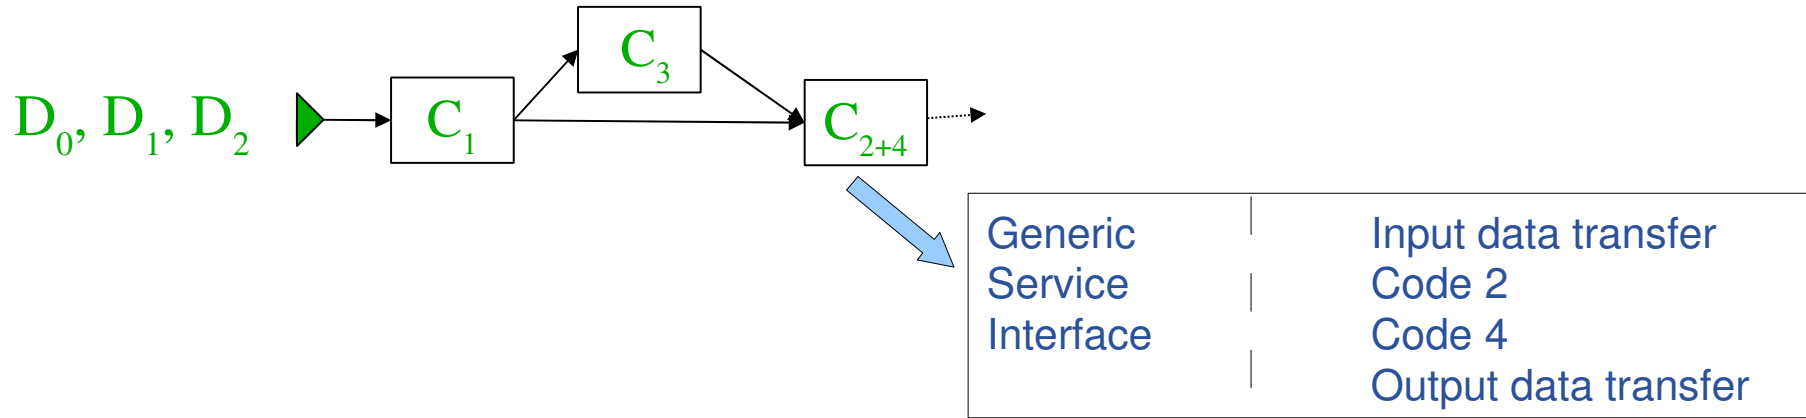 D₀, D₁, D₂
C₁
C₃
C₂₊₄
Generic
Service
Interface
Input data transfer
Code 2
Code 4
Output data transfer